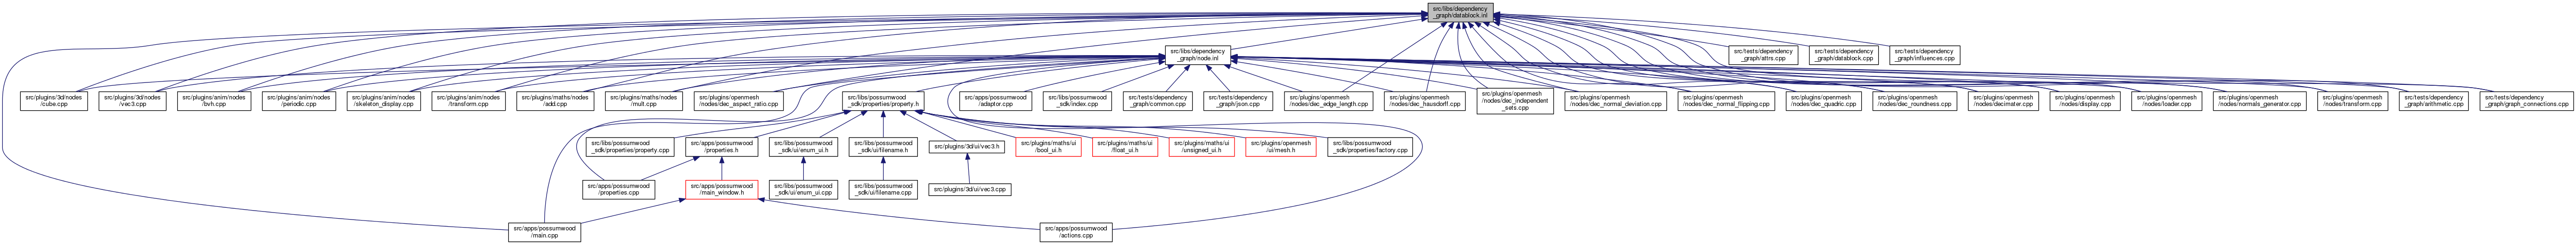 src/libs/dependency
_graph/datablock.inl
src/libs/dependency
_graph/node.inl
src/tests/dependency
_graph/attrs.cpp
src/tests/dependency
_graph/datablock.cpp
src/tests/dependency
_graph/influences.cpp
src/plugins/3d/nodes
/cube.cpp
src/plugins/3d/nodes
/vec3.cpp
src/plugins/anim/nodes
/bvh.cpp
src/plugins/anim/nodes
/periodic.cpp
src/plugins/anim/nodes
/skeleton_display.cpp
src/plugins/anim/nodes
/transform.cpp
src/plugins/maths/nodes
/add.cpp
src/plugins/maths/nodes
/mult.cpp
src/plugins/openmesh
/nodes/dec_aspect_ratio.cpp
src/libs/possumwood
_sdk/properties/property.h
src/apps/possumwood
/adaptor.cpp
src/libs/possumwood
_sdk/index.cpp
src/tests/dependency
_graph/common.cpp
src/tests/dependency
_graph/json.cpp
src/plugins/openmesh
/nodes/dec_edge_length.cpp
src/plugins/openmesh
/nodes/dec_hausdorff.cpp
src/plugins/openmesh
/nodes/dec_independent
_sets.cpp
src/plugins/openmesh
/nodes/dec_normal_deviation.cpp
src/plugins/openmesh
/nodes/dec_normal_flipping.cpp
src/plugins/openmesh
/nodes/dec_quadric.cpp
src/plugins/openmesh
/nodes/dec_roundness.cpp
src/plugins/openmesh
/nodes/decimater.cpp
src/plugins/openmesh
/nodes/display.cpp
src/plugins/openmesh
/nodes/loader.cpp
src/plugins/openmesh
/nodes/normals_generator.cpp
src/plugins/openmesh
/nodes/transform.cpp
src/tests/dependency
_graph/arithmetic.cpp
src/tests/dependency
_graph/graph_connections.cpp
src/libs/possumwood
_sdk/properties/property.cpp
src/apps/possumwood
/properties.h
src/libs/possumwood
_sdk/ui/enum_ui.h
src/libs/possumwood
_sdk/ui/filename.h
src/plugins/3d/ui/vec3.h
src/plugins/maths/ui
/bool_ui.h
src/plugins/maths/ui
/float_ui.h
src/plugins/maths/ui
/unsigned_ui.h
src/plugins/openmesh
/ui/mesh.h
src/libs/possumwood
_sdk/properties/factory.cpp
src/apps/possumwood
/properties.cpp
src/apps/possumwood
/main_window.h
src/libs/possumwood
_sdk/ui/enum_ui.cpp
src/libs/possumwood
_sdk/ui/filename.cpp
src/plugins/3d/ui/vec3.cpp
src/apps/possumwood
/main.cpp
src/apps/possumwood
/actions.cpp